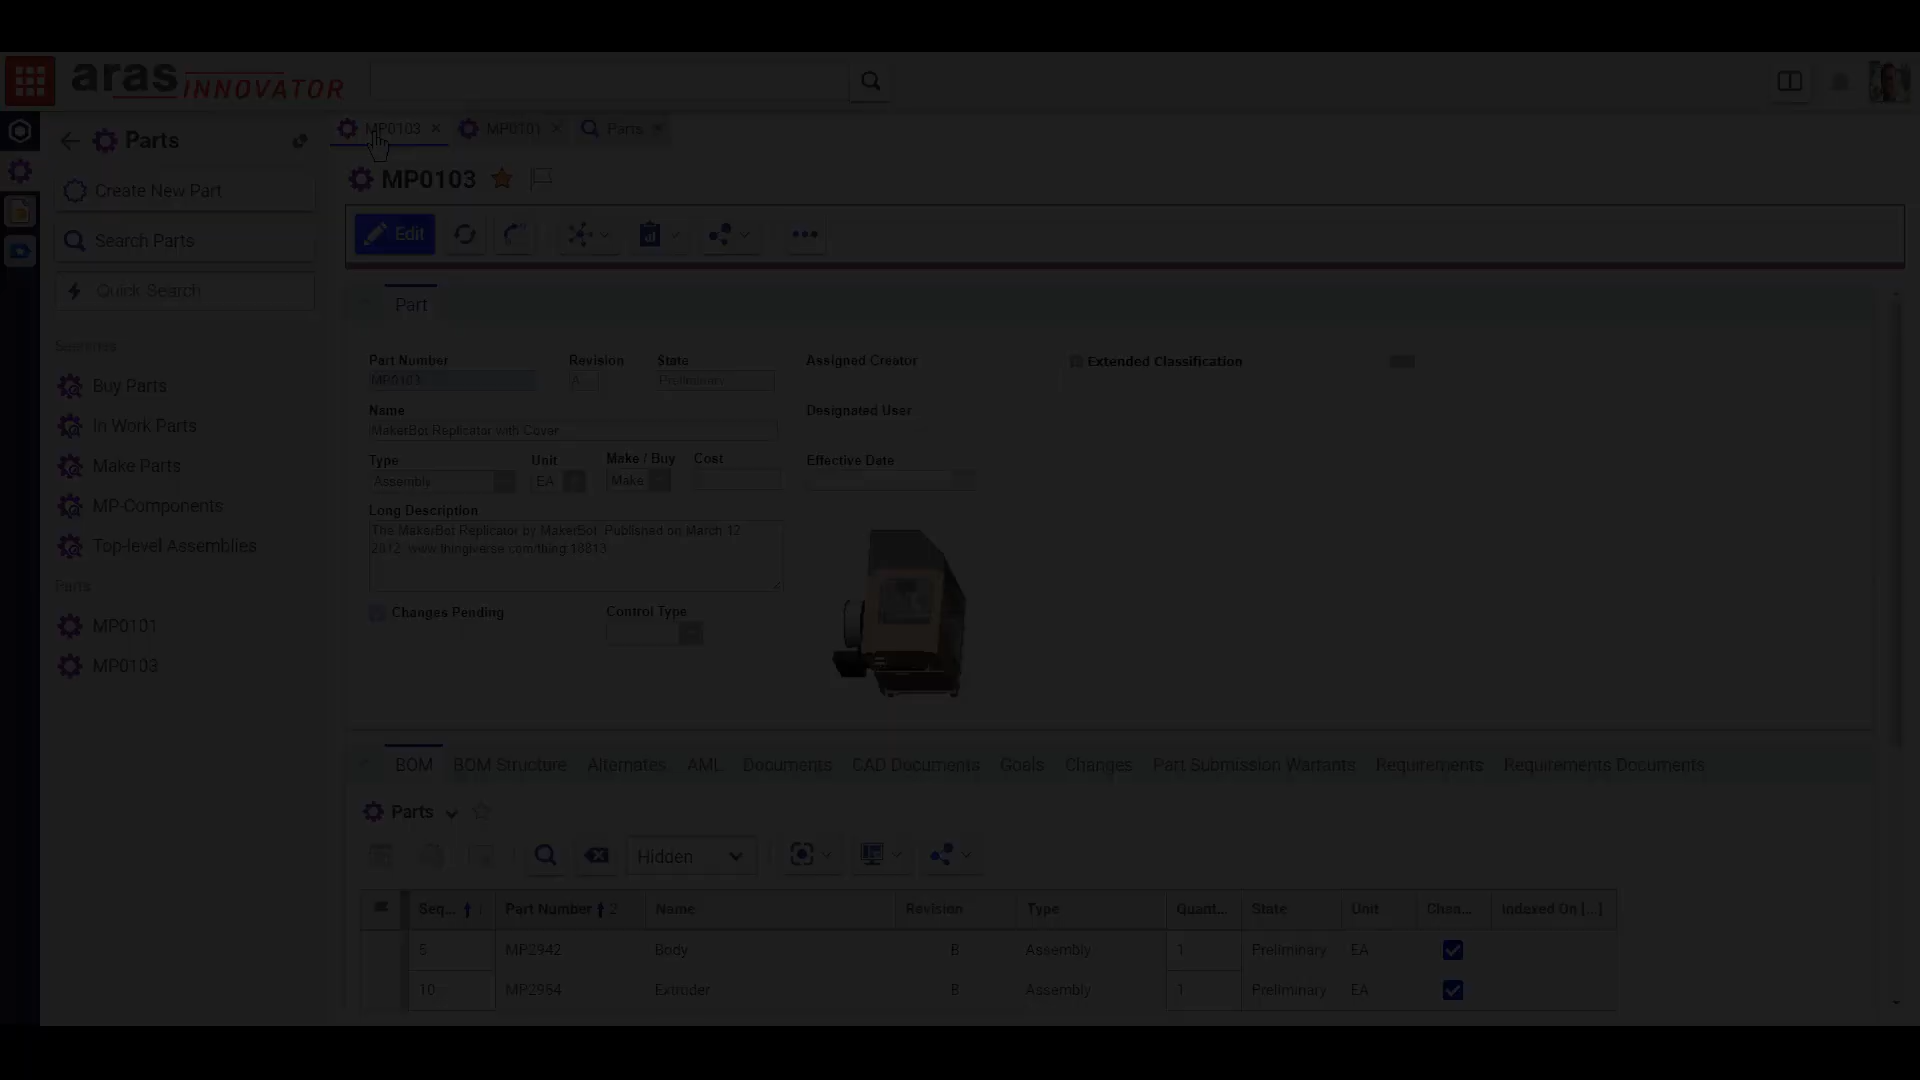 aras INNOVATOR
MP0103
MP0101
Parts
Parts
Create New Part
Search Parts
Quick Search
Searches
Buy Parts
In Work Parts
Make Parts
MP-Components
Top-level Assemblies
Parts
MP0101
MP0103
MP0103
Edit
Part
Part Number Revision State Assigned Creator Extended Classification
MP0103 A Preliminary
Name Designated User
MakerBot Replicator with Cover
Type Unit Make / Buy Cost Effective Date
Assembly EA Make
Long Description
The MakerBot Replicator by MakerBot Published on March 12
2012 www.thingiverse.com/thing:18813
Changes Pending Control Type
BOM BOM Structure Alternates AML Documents CAD Documents Goals Changes Part Submission Warrants Requirements Requirements Documents
Parts
Hidden
Seq... 1 Part Number 2 Name Revision Type Quant... State Unit Chan... Indexed On [...]
5 MP2942 Body B Assembly 1 Preliminary EA
10 MP2954 Extruder B Assembly 1 Preliminary EA